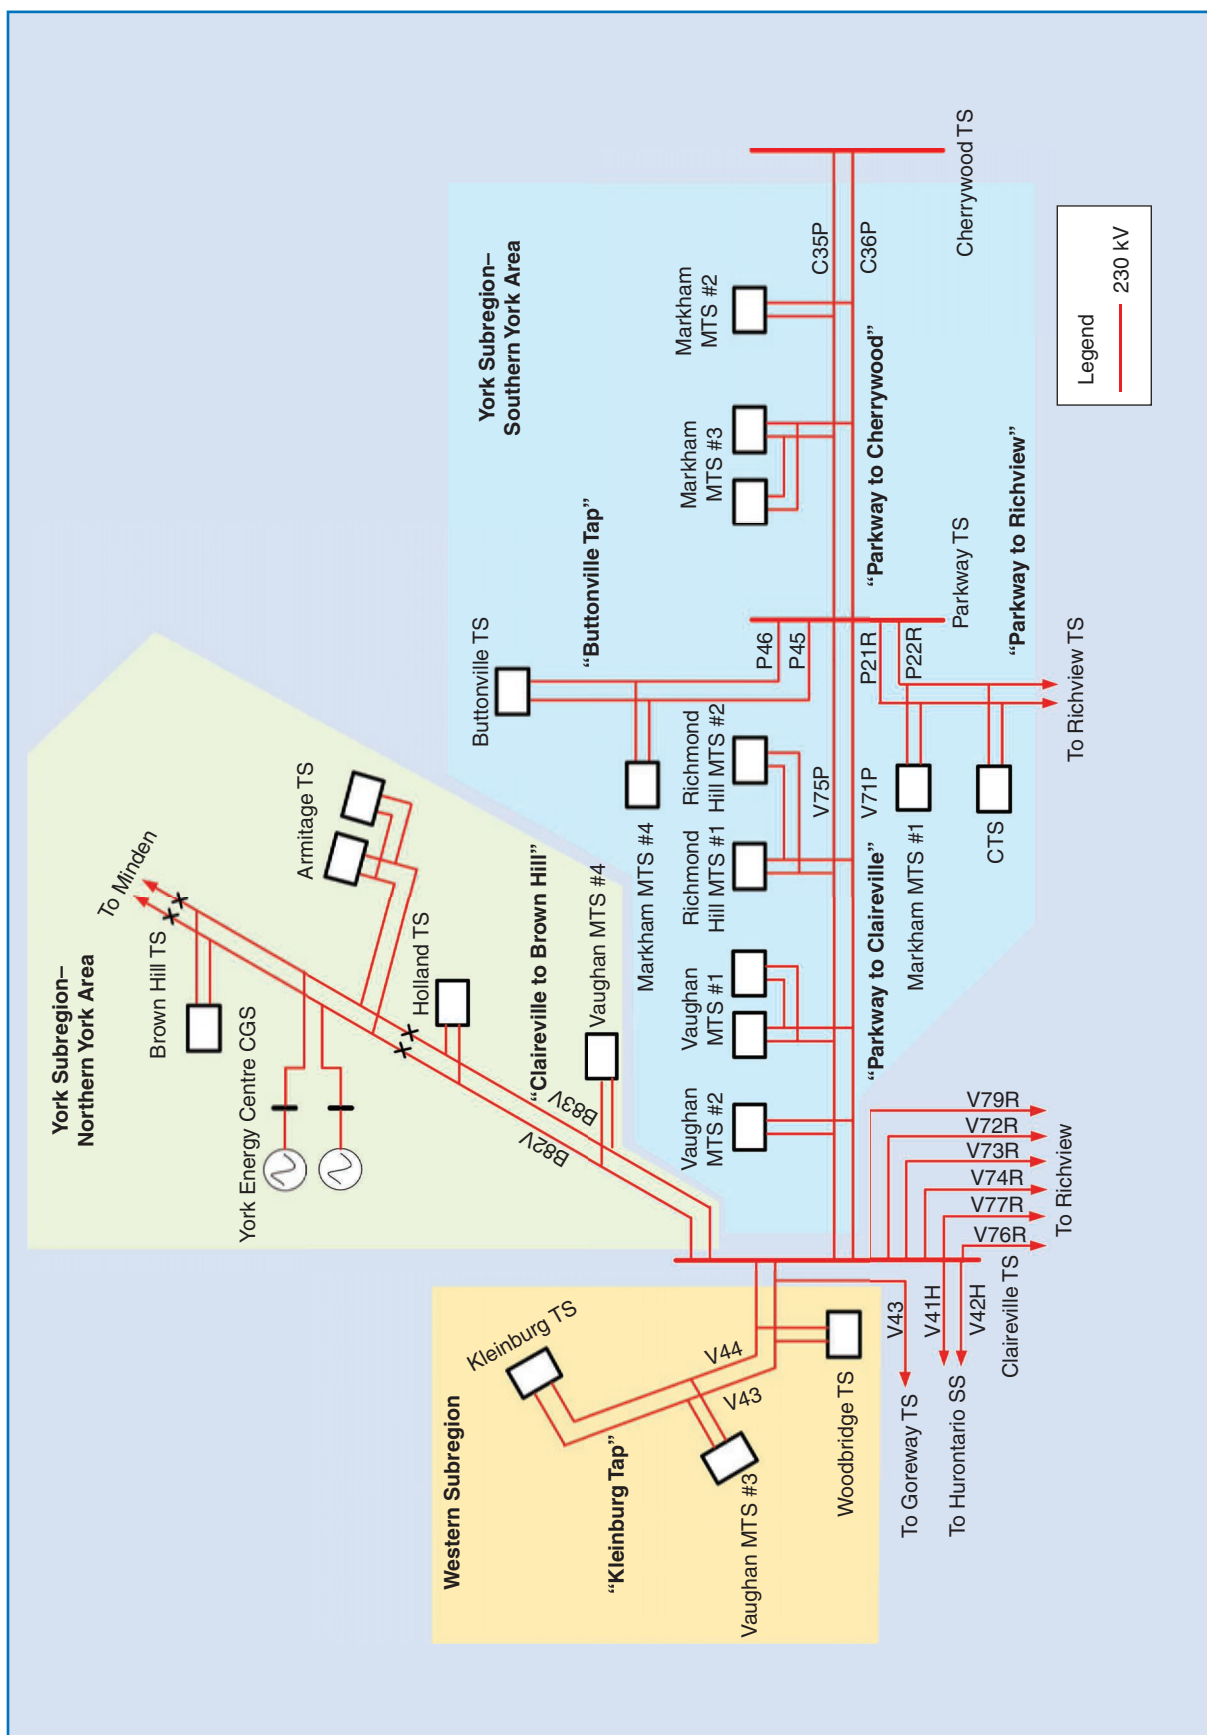 York Subregion–
Northern York Area
To Minden
Brown Hill TS
York Energy Centre CGS
Armitage TS
Holland TS
“Claireville to Brown Hill”
Vaughan MTS #4
B82V
B83V
York Subregion–
Southern York Area
Buttonville TS
“Buttonville Tap”
Markham MTS #4
Markham
MTS #3
Markham
MTS #2
Vaughan
MTS #2
Vaughan
MTS #1
Richmond
Hill MTS #1
Richmond
Hill MTS #2
P46
P45
V75P
V71P
C35P
C36P
P21R
P22R
“Parkway to Claireville”
“Parkway to Cherrywood”
Markham MTS #1
CTS
Parkway TS
Cherrywood TS
“Parkway to Richview”
To Richview TS
Western Subregion
Kleinburg TS
“Kleinburg Tap”
V44
V43
Vaughan MTS #3
Woodbridge TS
V43
V41H
V42H
To Goreway TS
To Hurontario SS
Claireville TS
V79R
V72R
V73R
V74R
V77R
V76R
To Richview
Legend
230 kV